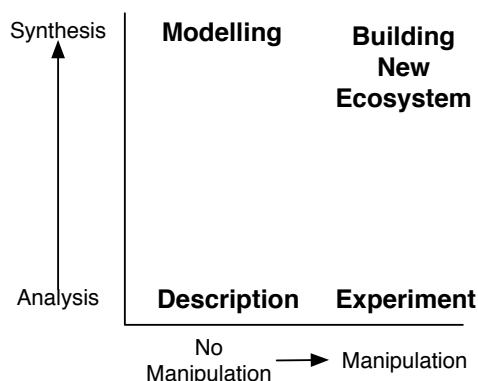 Synthesis
Modelling
Building
New
Ecosystem
Analysis
Description
Experiment
No
Manipulation
Manipulation